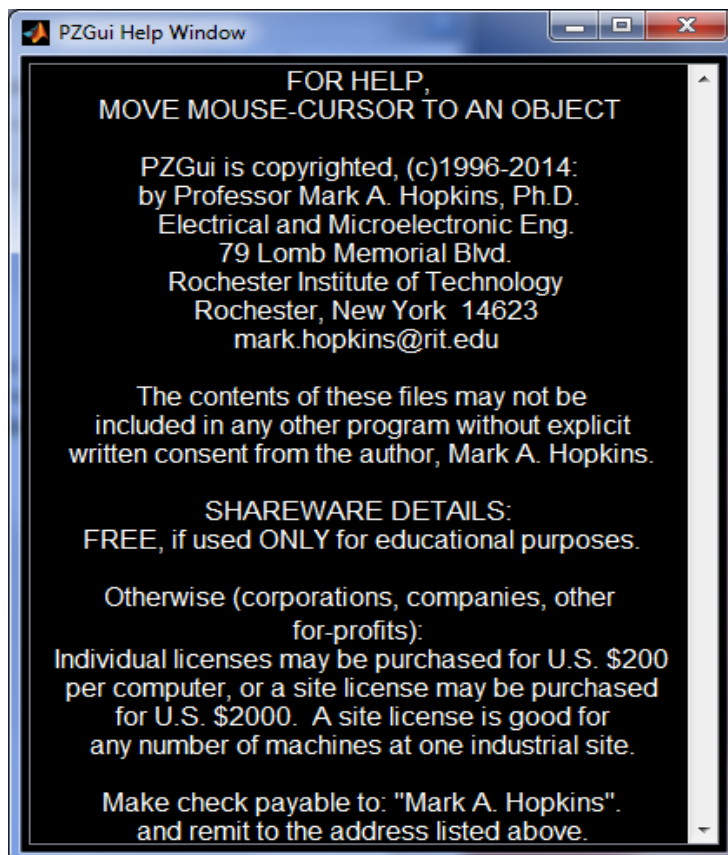 PZGui Help Window
FOR HELP,
MOVE MOUSE-CURSOR TO AN OBJECT
PZGui is copyrighted, (c)1996-2014:
by Professor Mark A. Hopkins, Ph.D.
Electrical and Microelectronic Eng.
79 Lomb Memorial Blvd.
Rochester Institute of Technology
Rochester, New York  14623
mark.hopkins@rit.edu
The contents of these files may not be
included in any other program without explicit
written consent from the author, Mark A. Hopkins.
SHAREWARE DETAILS:
FREE, if used ONLY for educational purposes.
Otherwise (corporations, companies, other
for-profits):
Individual licenses may be purchased for U.S. $200
per computer, or a site license may be purchased
for U.S. $2000.  A site license is good for
any number of machines at one industrial site.
Make check payable to: "Mark A. Hopkins".
and remit to the address listed above.